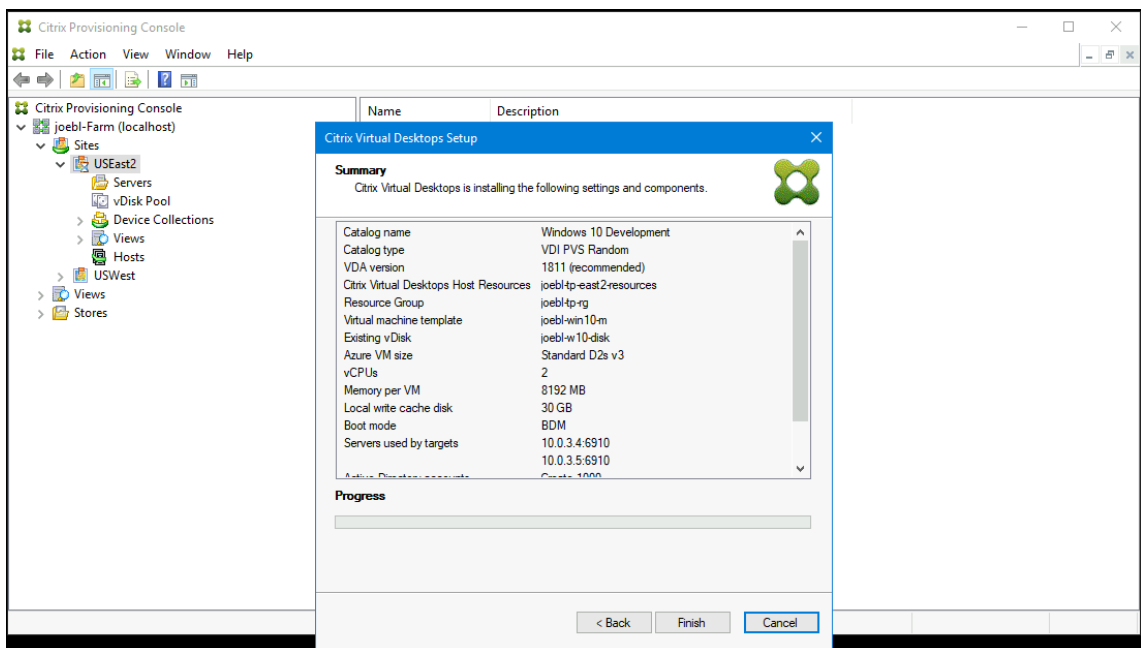 Citrix Provisioning Console
File Action View Window Help
Citrix Provisioning Console
joebl-Farm (localhost)
Sites
USEast2
Servers
vDisk Pool
Device Collections
Views
Hosts
USWest
Views
Stores
Name Description
Citrix Virtual Desktops Setup
Summary
Citrix Virtual Desktops is installing the following settings and components.
Catalog name Windows 10 Development
Catalog type VDI PVS Random
VDA version 1811 (recommended)
Citrix Virtual Desktops Host Resources joebl-tp-east2-resources
Resource Group joebl-tp-rg
Virtual machine template joebl-win10-m
Existing vDisk joebl-w10-disk
Azure VM size Standard D2s v3
vCPUs 2
Memory per VM 8192 MB
Local write cache disk 30 GB
Boot mode BDM
Servers used by targets 10.0.3.4:6910
10.0.3.5:6910
Active Directory accounts Create 1000
Progress
< Back Finish Cancel